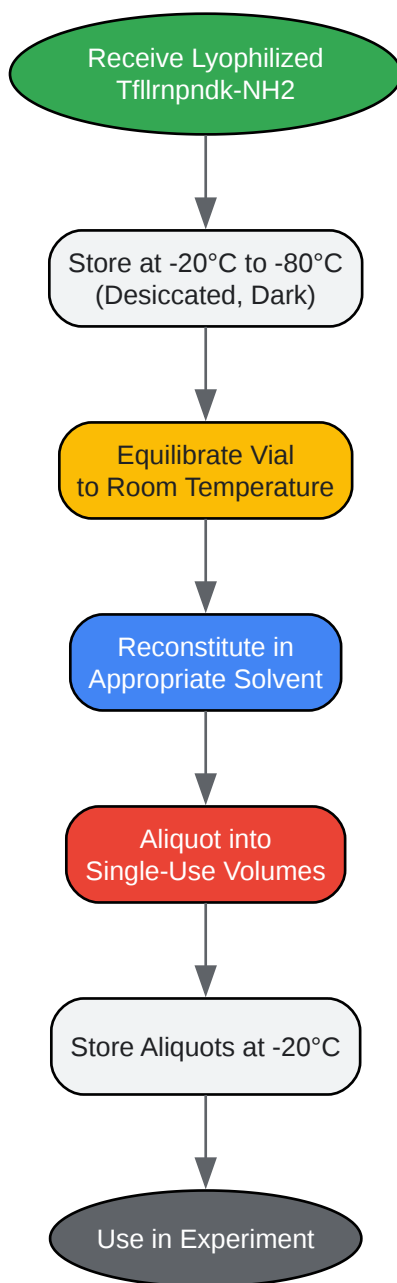 Receive Lyophilized
Tfllrnpndk-NH2
Store at -20°C to -80°C
(Desiccated, Dark)
Equilibrate Vial
to Room Temperature
Reconstitute in
Appropriate Solvent
Aliquot into
Single-Use Volumes
Store Aliquots at -20°C
Use in Experiment